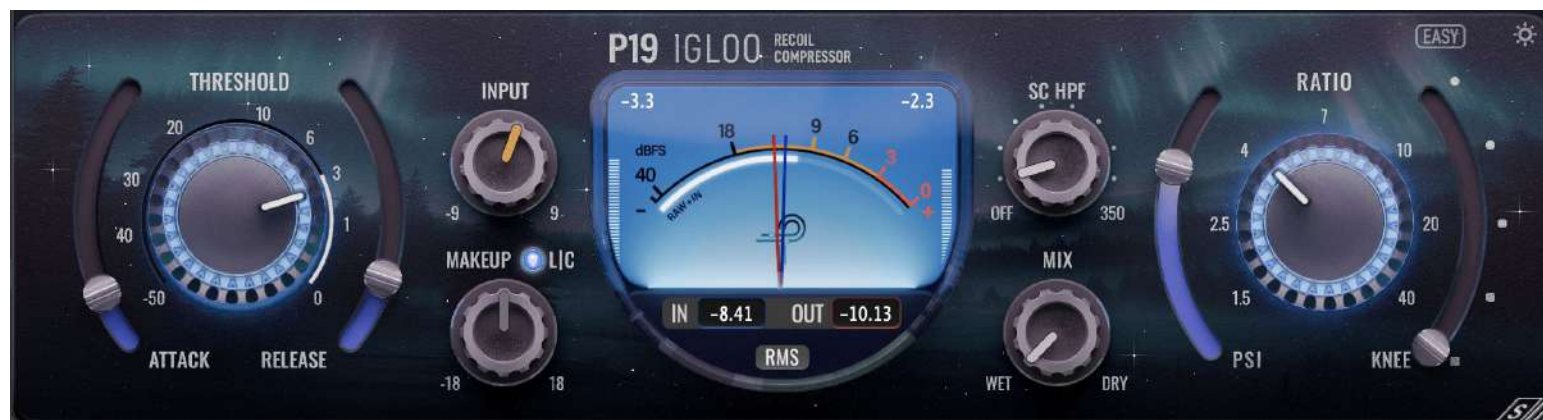 P19 IGLOO RECOIL COMPRESSOR
EASY
THRESHOLD
-50
40
30
20
10
6
3
1
0
ATTACK
RELEASE
INPUT
-9
9
MAKEUP
L|C
-18
18
-3.3
-2.3
dBFS
-
40
18
9
6
3
0
+
RAW+IN
IN -8.41 OUT -10.13
RMS
SC HPF
OFF
350
MIX
WET
DRY
RATIO
1.5
2.5
4
7
10
20
40
PSI
KNEE